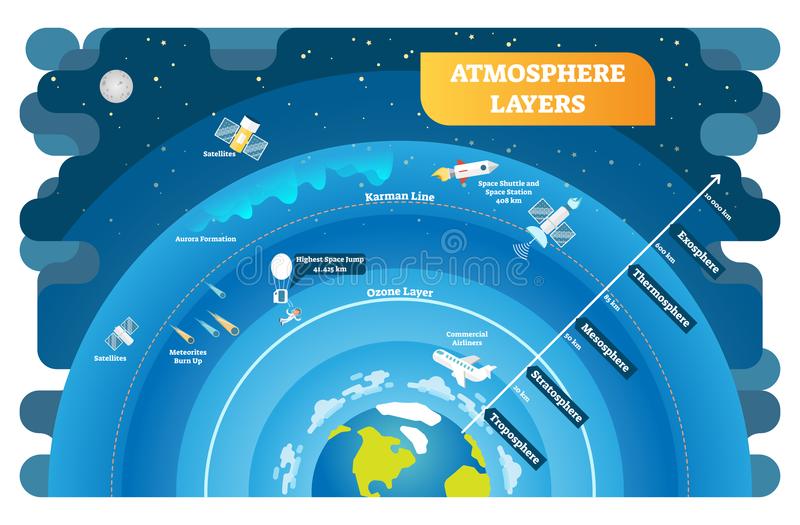 ATMOSPHERE
LAYERS
Satellites
Space Shuttle and
Space Station
408 km
Karman Line
Aurora Formation
10 000 km
Exosphere
600 km
Thermosphere
85 km
Mesosphere
50 km
Stratosphere
20 km
Troposphere
Highest Space Jump
41.425 km
Ozone Layer
Commercial
Airliners
Satellites
Meteorites
Burn Up
dreamstime